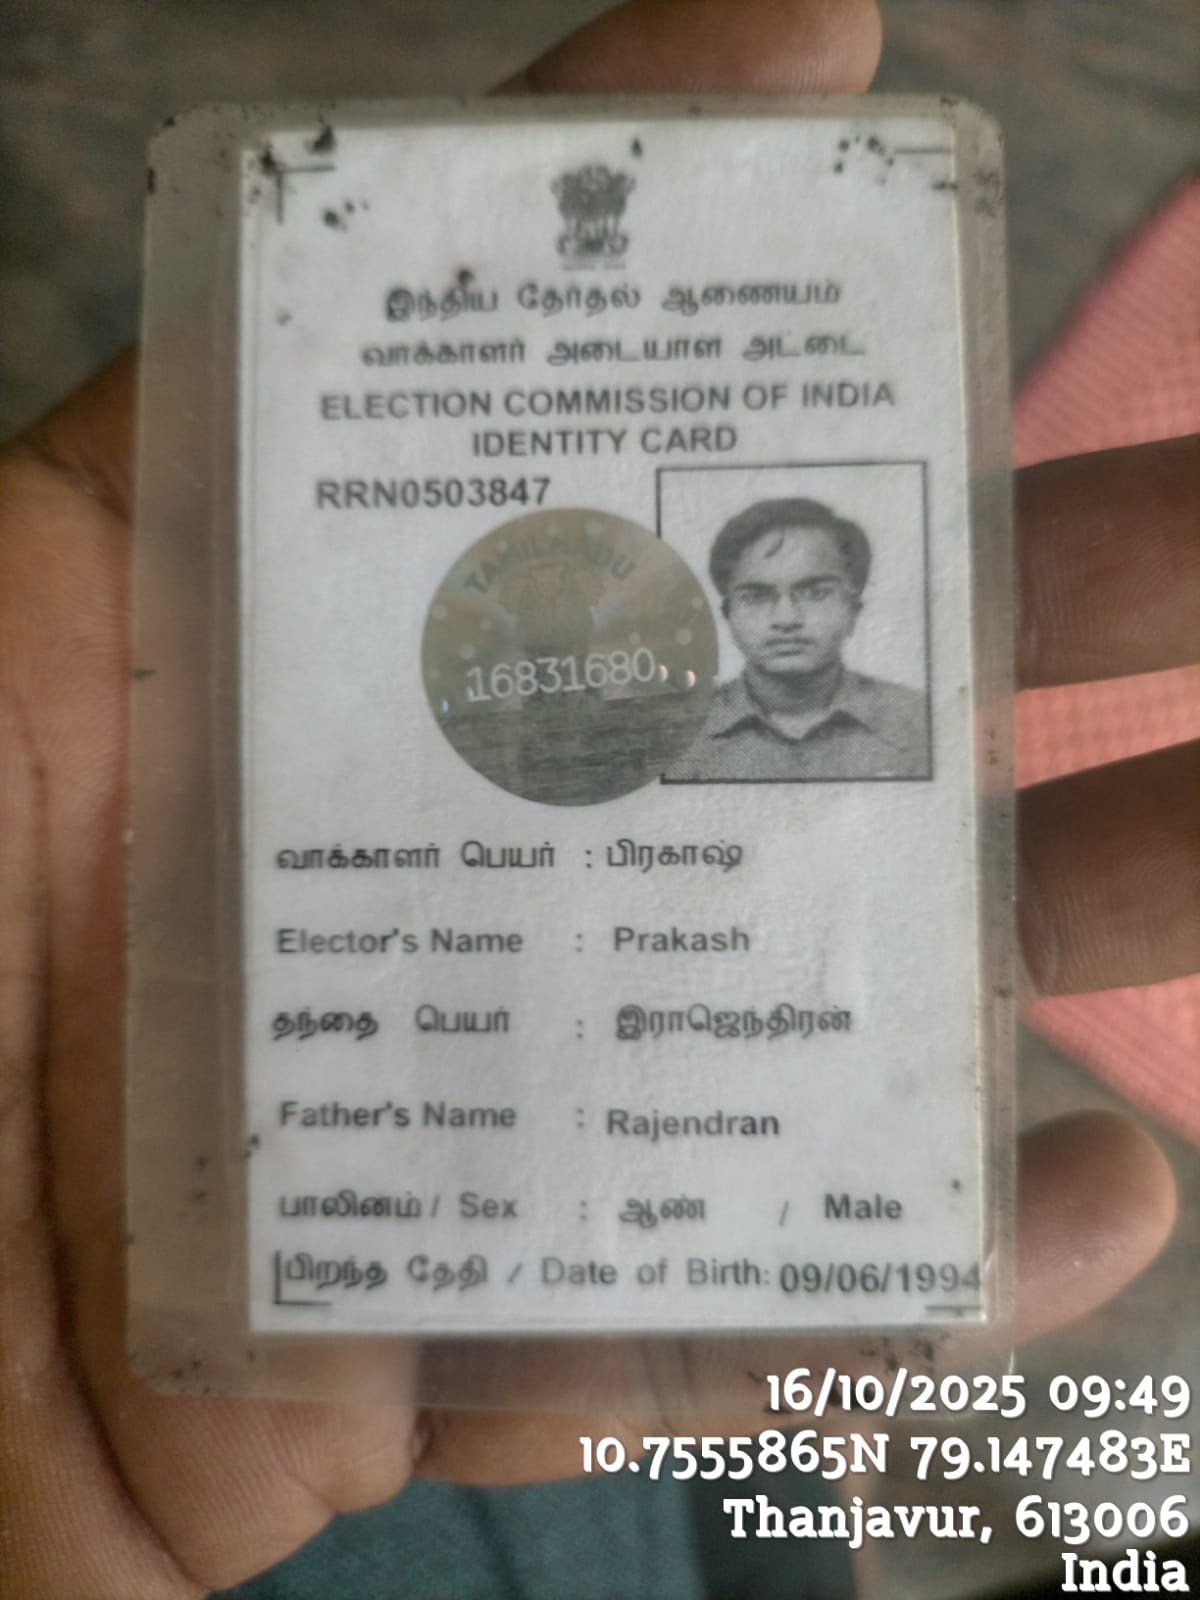 இந்திய தேர்தல் ஆணையம்
வாக்காளர் அடையாள அட்டை
ELECTION COMMISSION OF INDIA
IDENTITY CARD
RRN0503847
TAMILNADU
16831680
வாக்காளர் பெயர் : பிரகாஷ்
Elector's Name : Prakash
தந்தை பெயர் : இராஜெந்திரன்
Father's Name : Rajendran
பாலினம் / Sex : ஆண் / Male
பிறந்த தேதி / Date of Birth: 09/06/1994
16/10/2025 09:49
10.7555865N 79.147483E
Thanjavur, 613006
India